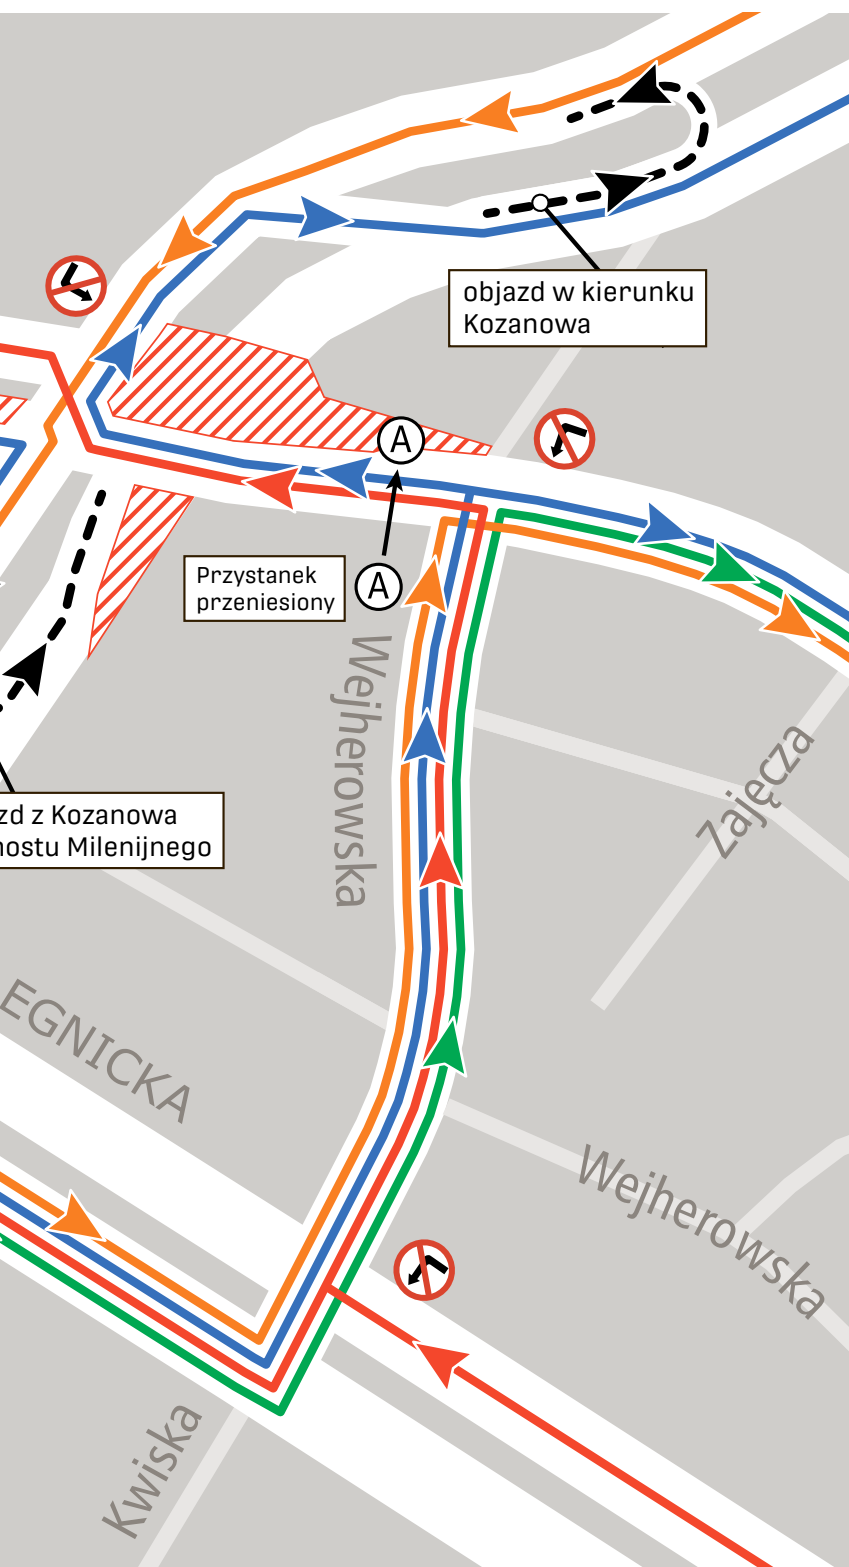 objazd w kierunku
Kozanowa
A
Przystanek
przeniesiony
A
Wejherowska
Zajęcza
zd z Kozanowa
nostu Milenijnego
EGNICKA
Wejherowska
Kwiska